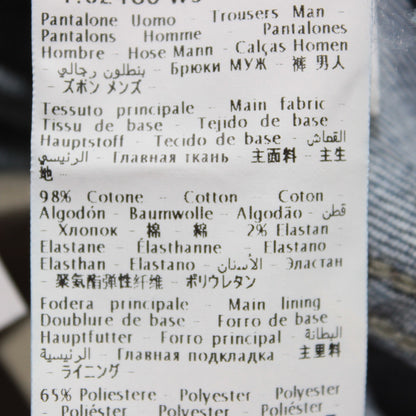 Pantalone Uomo - Trousers Man -
Pantalons Homme - Pantalones
Hombre - Hose Mann - Calças Homen
- بنطلون رجالي - Брюки МУЖ - 裤 男人
- ズボン メンズ -
Tessuto principale - Main fabric -
Tissu de base - Tejido de base -
Hauptstoff - Tecido de base - القماش
الرئيسي - Главная ткань - 主面料 - 主生
地 -
98% Cotone - Cotton - Coton
Algodón - Baumwolle - Algodão - قطن
- Хлопок - 棉 - 綿 - 2% Elastan
Elastane - Élasthanne - Elastano
Elasthan - Elastano - الأسنان - Эластан
- 聚氨酯弹性纤维 - ポリウレタン
Fodera principale - Main lining -
Doublure de base - Forro de base -
Hauptfutter - Forro principal - البطانة
الرئيسية - Главная подкладка - 主里料
- ライニング -
65% Poliestere - Polyester - Polyester
- Poliéster - Polyester - Poliéster